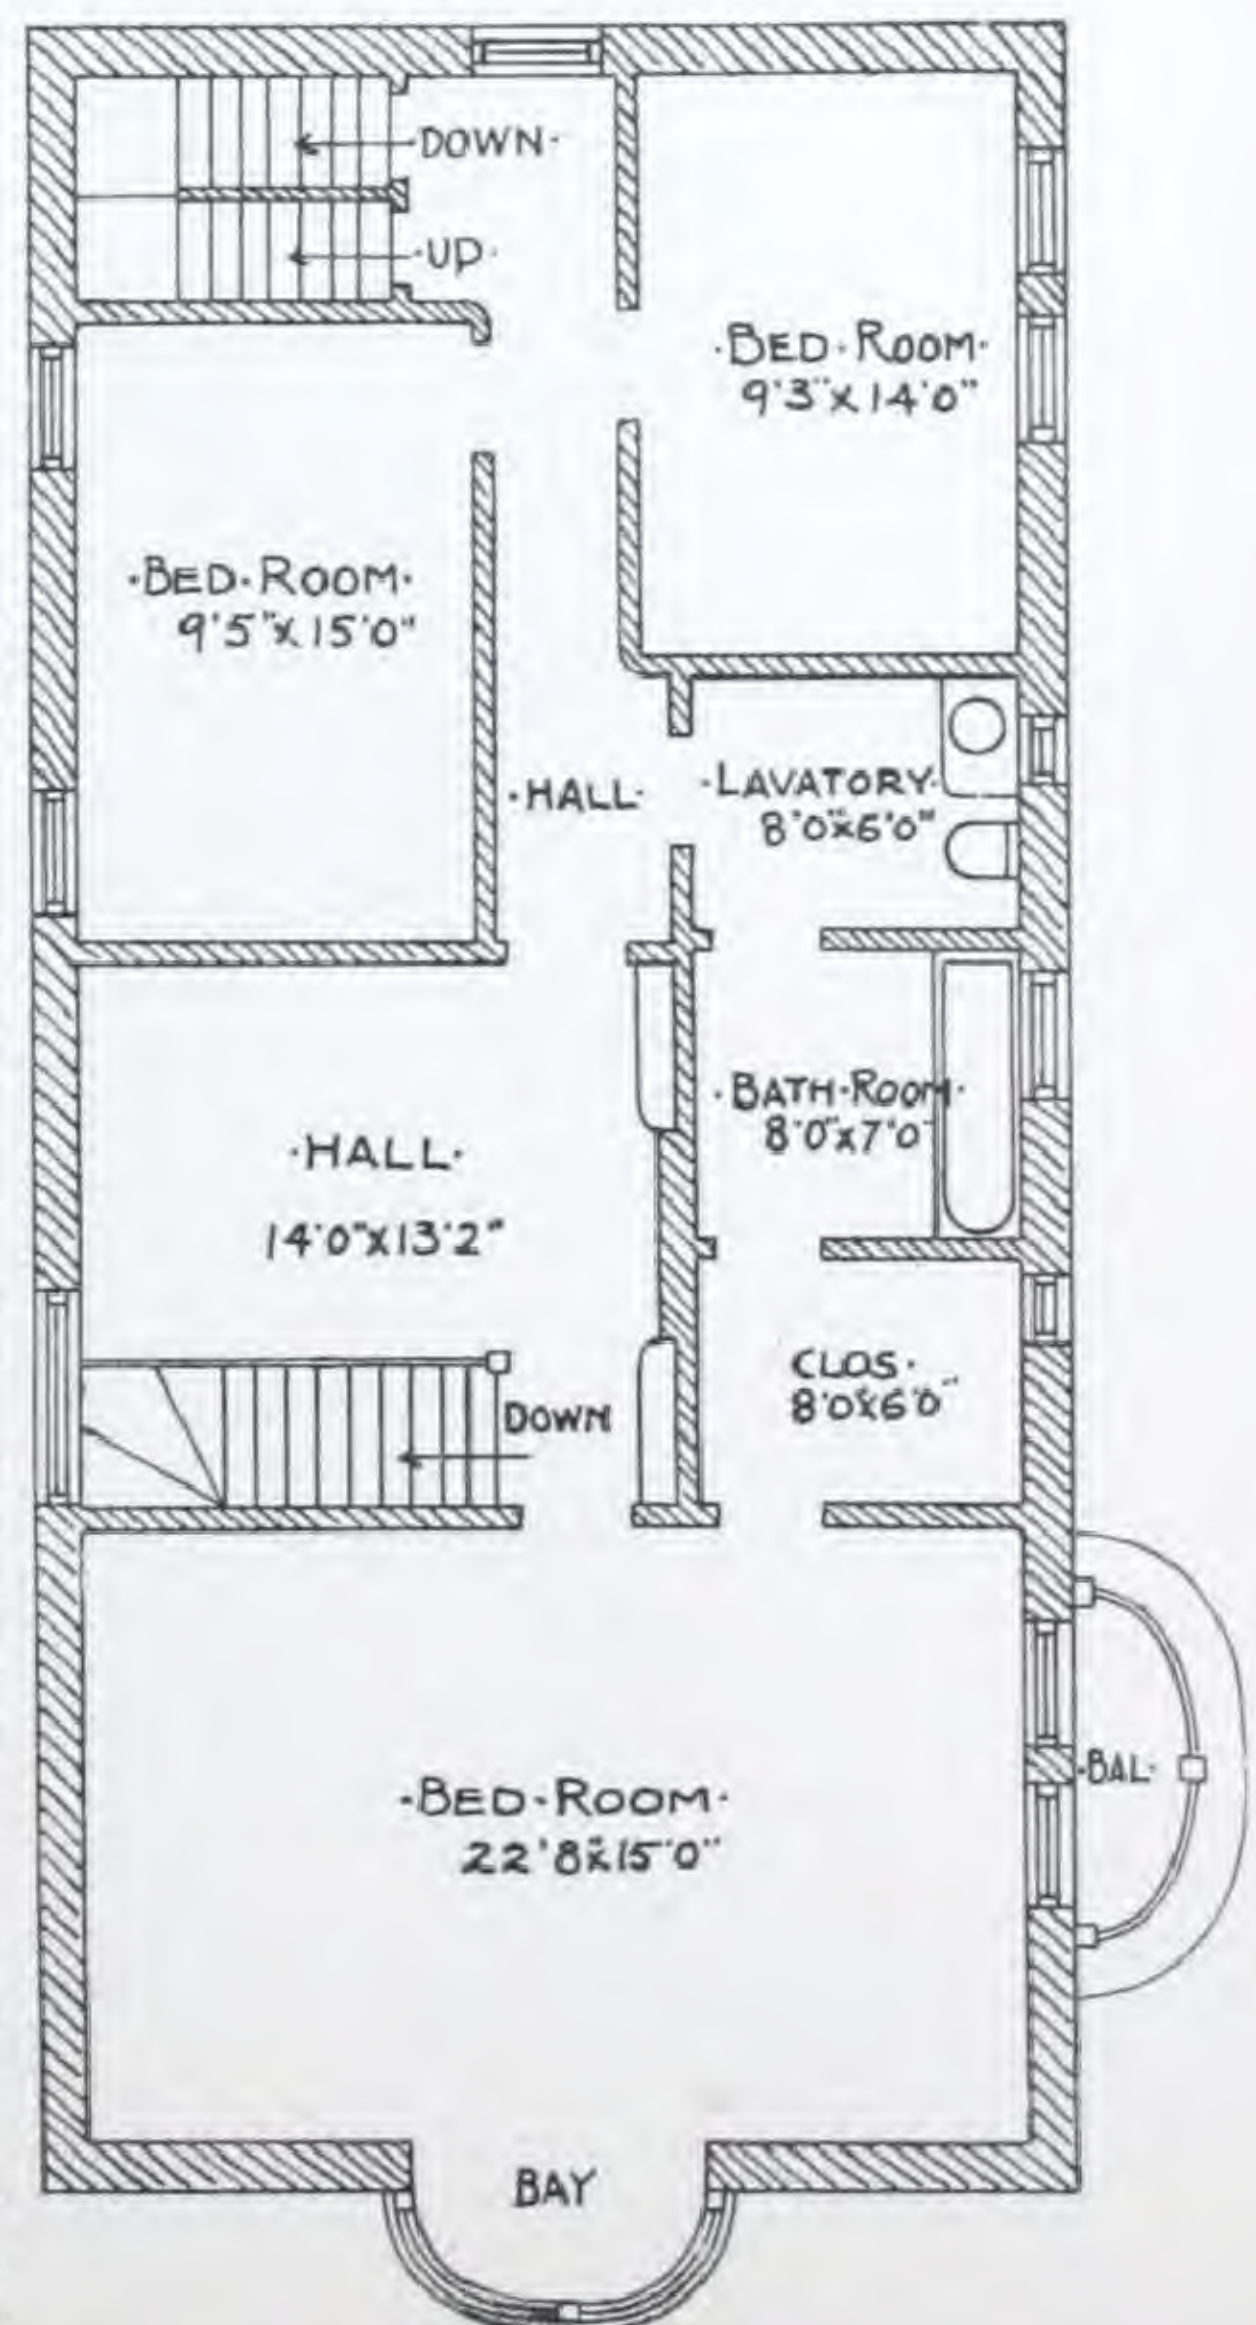 ·DOWN·
·UP·
·BED·ROOM·
9'3"x14'0"
·BED·ROOM·
9'5"x15'0"
·HALL·
·LAVATORY·
8'0"x6'0"
·BATH·ROOM·
8'0"x7'0
·HALL·
14'0"x13'2"
CLOS·
8'0x6'0"
DOWN
·BED·ROOM·
22'8"x15'0"
·BAL·
BAY